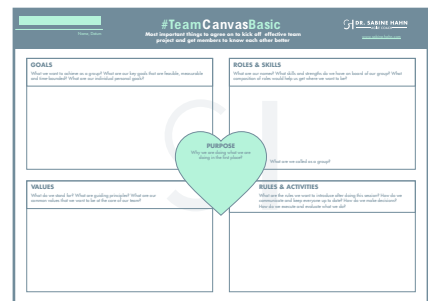 #TeamCanvasBasic
Most important things to agree on to kick off effective team
project and get members to know each other better
Name, Datum
DR. SABINE HAHN
www.sabine-hahn.com
GOALS
What we want to achieve as a group? What are our key goals that are feasible, measurable
and time-bounded? What are our individual personal goals?
ROLES & SKILLS
What are our names? What skills and strengths do we have on board of our group? What
composition of roles would help us get where we want to be?
PURPOSE
Why we are doing what we are
doing in the first place?
What are we called as a group?
VALUES
What do we stand for? What are guiding principles? What are our
common values that we want to be at the core of our team?
RULES & ACTIVITIES
What are the rules we want to introduce after doing this session? How do we
communicate and keep everyone up to date? How do we make decisions?
How do we execute and evaluate what we do?